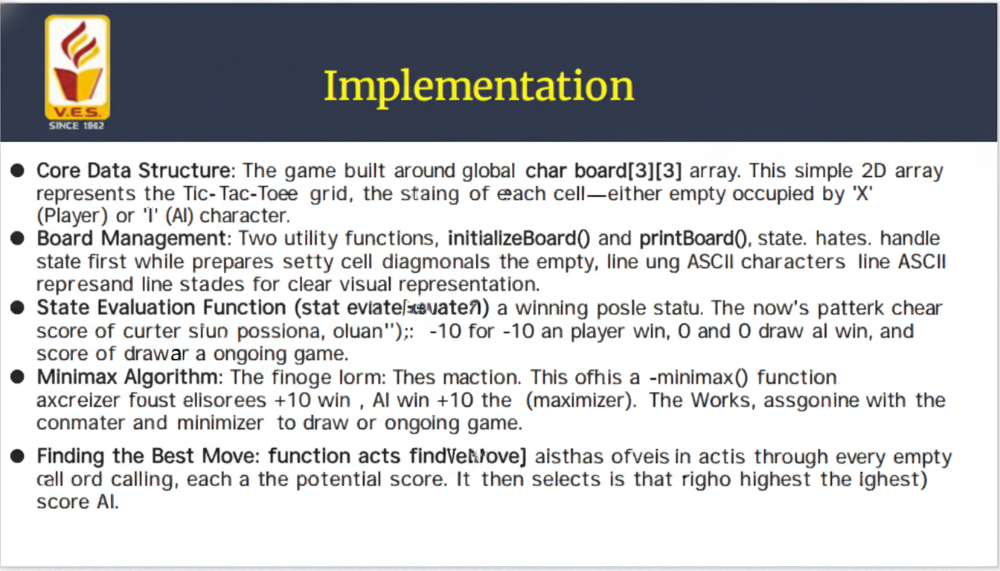 V.E.S.
SINCE 1962
Implementation
● Core Data Structure: The game built around global char board[3][3] array. This simple 2D array
represents the Tic-Tac-Toee grid, the staing of each cell—either empty occupied by 'X'
(Player) or 'I' (AI) character.
● Board Management: Two utility functions, initializeBoard() and printBoard(), state. hates. handle
state first while prepares setty cell diagmonals the empty, line ung ASCII characters line ASCII
represand line stades for clear visual representation.
● State Evaluation Function (stat a winning posle statu. The now's patterk chear
score of curter siun possiona, oluan");: -10 for -10 an player win, 0 and 0 draw al win, and
score of drawar a ongoing game.
● Minimax Algorithm: The finoge lorm: Thes maction. This ofhis a -minimax() function
axcreizer foust elisorees +10 win , AI win +10 the (maximizer). The Works, assgonine with the
conmater and minimizer to draw or ongoing game.
● Finding the Best Move: function acts aisthas ofveis in actis through every empty
call ord calling, each a the potential score. It then selects is that righo highest the ighest)
score AI.